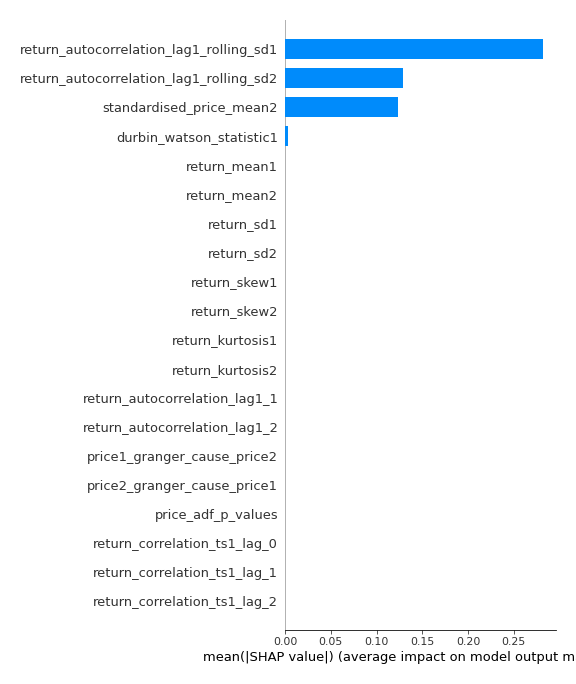 return_autocorrelation_lag1_rolling_sd1
return_autocorrelation_lag1_rolling_sd2
standardised_price_mean2
durbin_watson_statistic1
return_mean1
return_mean2
return_sd1
return_sd2
return_skew1
return_skew2
return_kurtosis1
return_kurtosis2
return_autocorrelation_lag1_1
return_autocorrelation_lag1_2
price1_granger_cause_price2
price2_granger_cause_price1
price_adf_p_values
return_correlation_ts1_lag_0
return_correlation_ts1_lag_1
return_correlation_ts1_lag_2
0.00 0.05 0.10 0.15 0.20 0.25
mean(|SHAP value|) (average impact on model output m